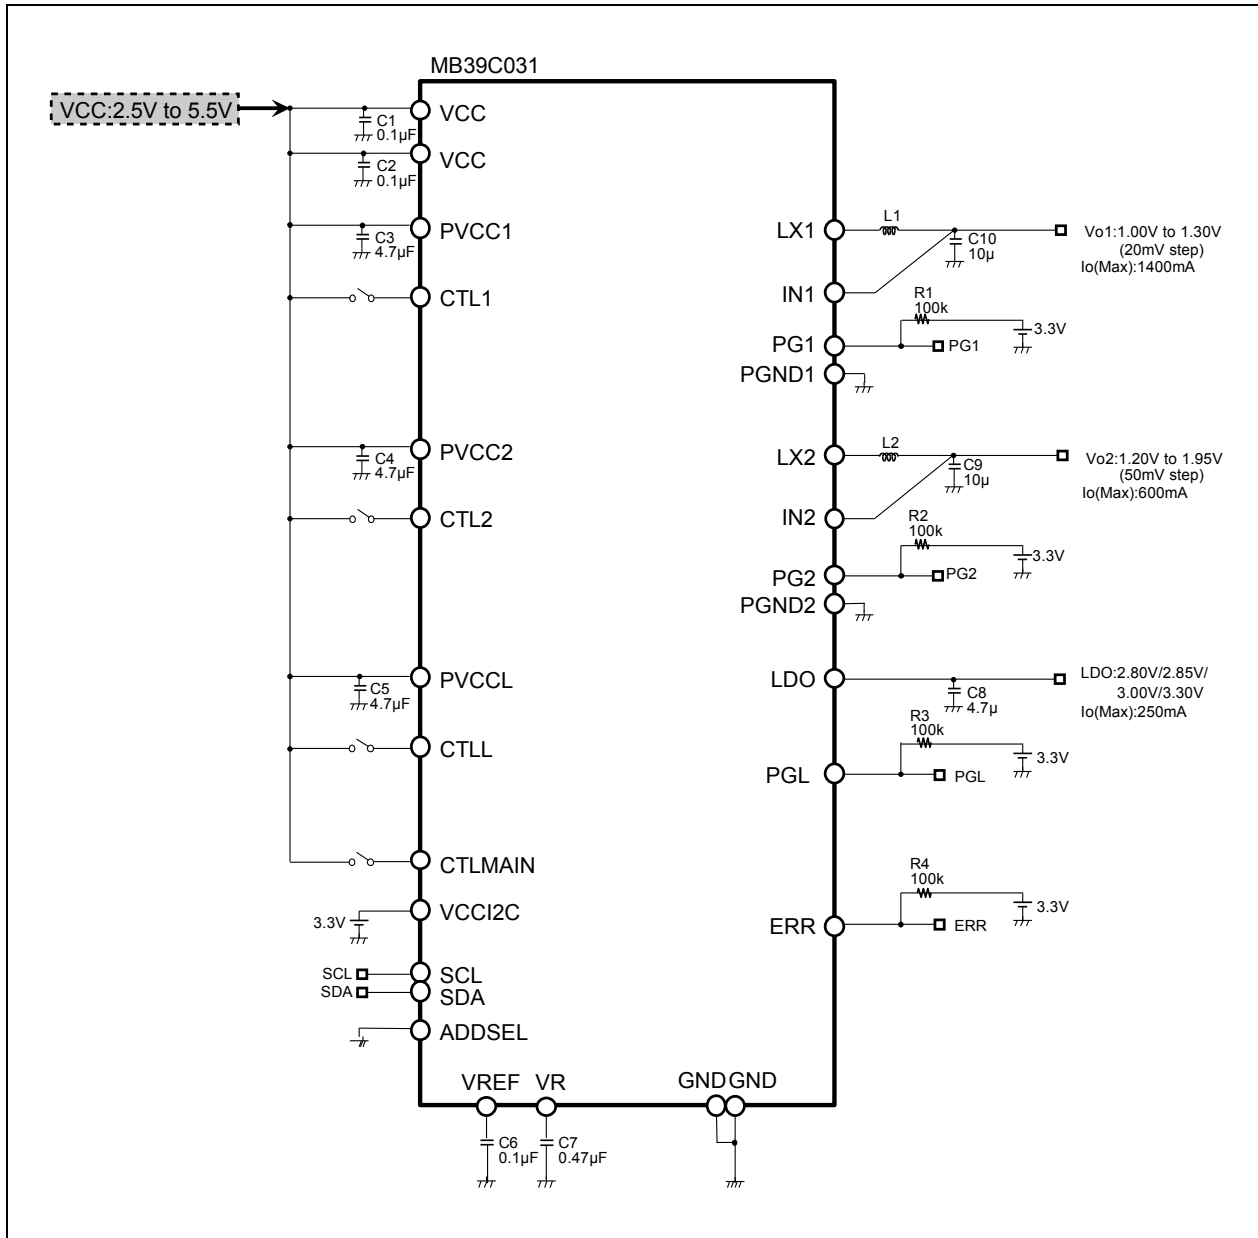 MB39C031
VCC:2.5V to 5.5V
C1
0.1µF
VCC
C2
0.1µF
VCC
C3
4.7µF
PVCC1
CTL1
C4
4.7µF
PVCC2
CTL2
C5
4.7µF
PVCCL
CTLL
CTLMAIN
3.3V
VCCI2C
SCL
SCL
SDA
SDA
ADDSEL
VREF
VR
GND
GND
C6
0.1µF
C7
0.47µF
LX1
L1
C10
10µ
Vo1:1.00V to 1.30V
(20mV step)
Io(Max):1400mA
IN1
R1
100k
3.3V
PG1
PG1
PGND1
LX2
L2
C9
10µ
Vo2:1.20V to 1.95V
(50mV step)
Io(Max):600mA
IN2
R2
100k
3.3V
PG2
PG2
PGND2
LDO
C8
4.7µ
LDO:2.80V/2.85V/
3.00V/3.30V
Io(Max):250mA
R3
100k
3.3V
PGL
PGL
R4
100k
3.3V
ERR
ERR